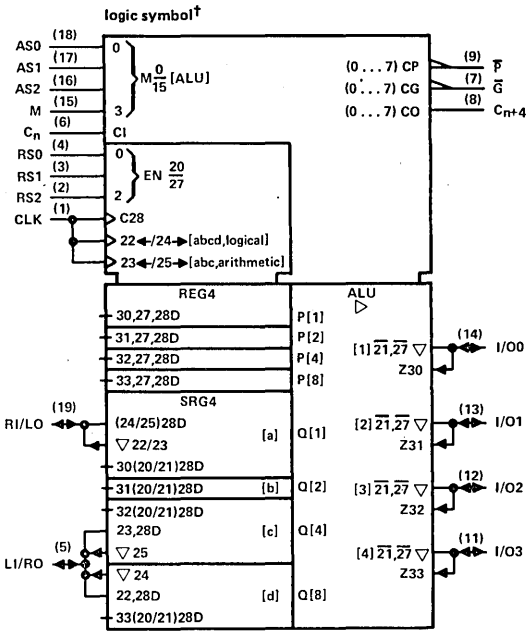 logic symbol†
AS0 (18) 0
AS1 (17)
AS2 (16)
M (15) 3
M 0/15 [ALU]
Cn (6) CI
(0 ... 7) CP (9) P̅
(0 ... 7) CG (7) G̅
(0 ... 7) CO (8) Cn+4
RS0 (4) 0
RS1 (3)
RS2 (2) 2
EN 20/27
CLK (1) C28
22◄–/24–►[abcd,logical]
23◄–/25–►[abc,arithmetic]
REG4 ALU
30,27,28D P[1]
31,27,28D P[2]
32,27,28D P[4]
33,27,28D P[8]
▷
[1] 2̅1̅,2̅7̅ ▽ (14) I/O0
Z30
SRG4
RI/LO (19) (24/25)28D
▽ 22/23 [a] Q[1]
30(20/21)28D
[2] 2̅1̅,2̅7̅ ▽ (13) I/O1
Z31
31(20/21)28D [b] Q[2]
[3] 2̅1̅,2̅7̅ ▽ (12) I/O2
Z32
32(20/21)28D
23,28D [c] Q[4]
▽ 25
[4] 2̅1̅,2̅7̅ ▽ (11) I/O3
Z33
LI/RO (5)
▽ 24
22,28D [d] Q[8]
33(20/21)28D